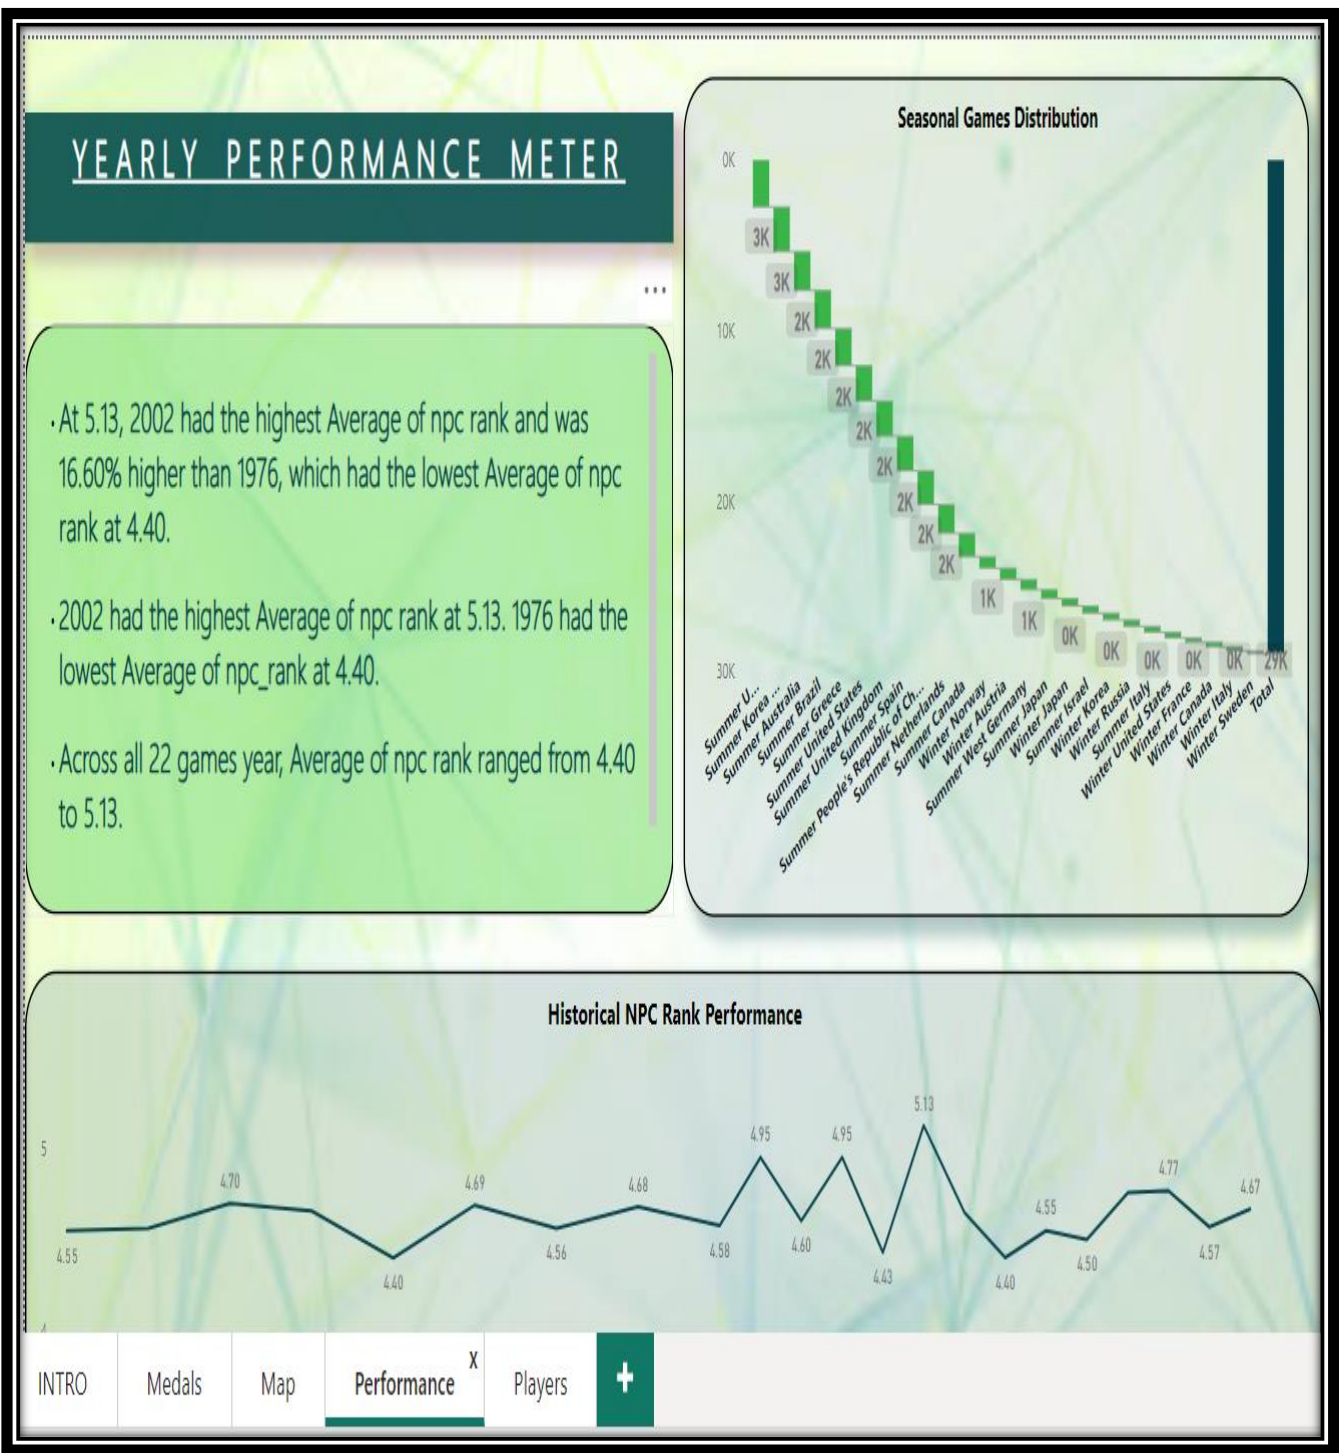 YEARLY PERFORMANCE METER
...
·At 5.13, 2002 had the highest Average of npc rank and was
16.60% higher than 1976, which had the lowest Average of npc
rank at 4.40.
·2002 had the highest Average of npc rank at 5.13. 1976 had the
lowest Average of npc_rank at 4.40.
·Across all 22 games year, Average of npc rank ranged from 4.40
to 5.13.
Seasonal Games Distribution
0K
10K
20K
30K
3K
3K
2K
2K
2K
2K
2K
2K
2K
2K
1K
1K
0K
0K
0K
0K
0K
29K
Summer U...
Summer Korea ...
Summer Australia
Summer Brazil
Summer Greece
Summer United States
Summer United Kingdom
Summer Spain
Summer People's Republic of Ch...
Summer Netherlands
Summer Canada
Winter Norway
Winter Austria
Summer West Germany
Summer Japan
Winter Japan
Summer Israel
Winter Korea
Winter Russia
Summer Italy
Winter United States
Winter France
Winter Canada
Winter Italy
Winter Sweden
Total
Historical NPC Rank Performance
5
4
4.55
4.70
4.40
4.69
4.56
4.68
4.58
4.95
4.60
4.95
4.43
5.13
4.40
4.55
4.50
4.77
4.57
4.67
INTRO
Medals
Map
Performance
X
Players
+